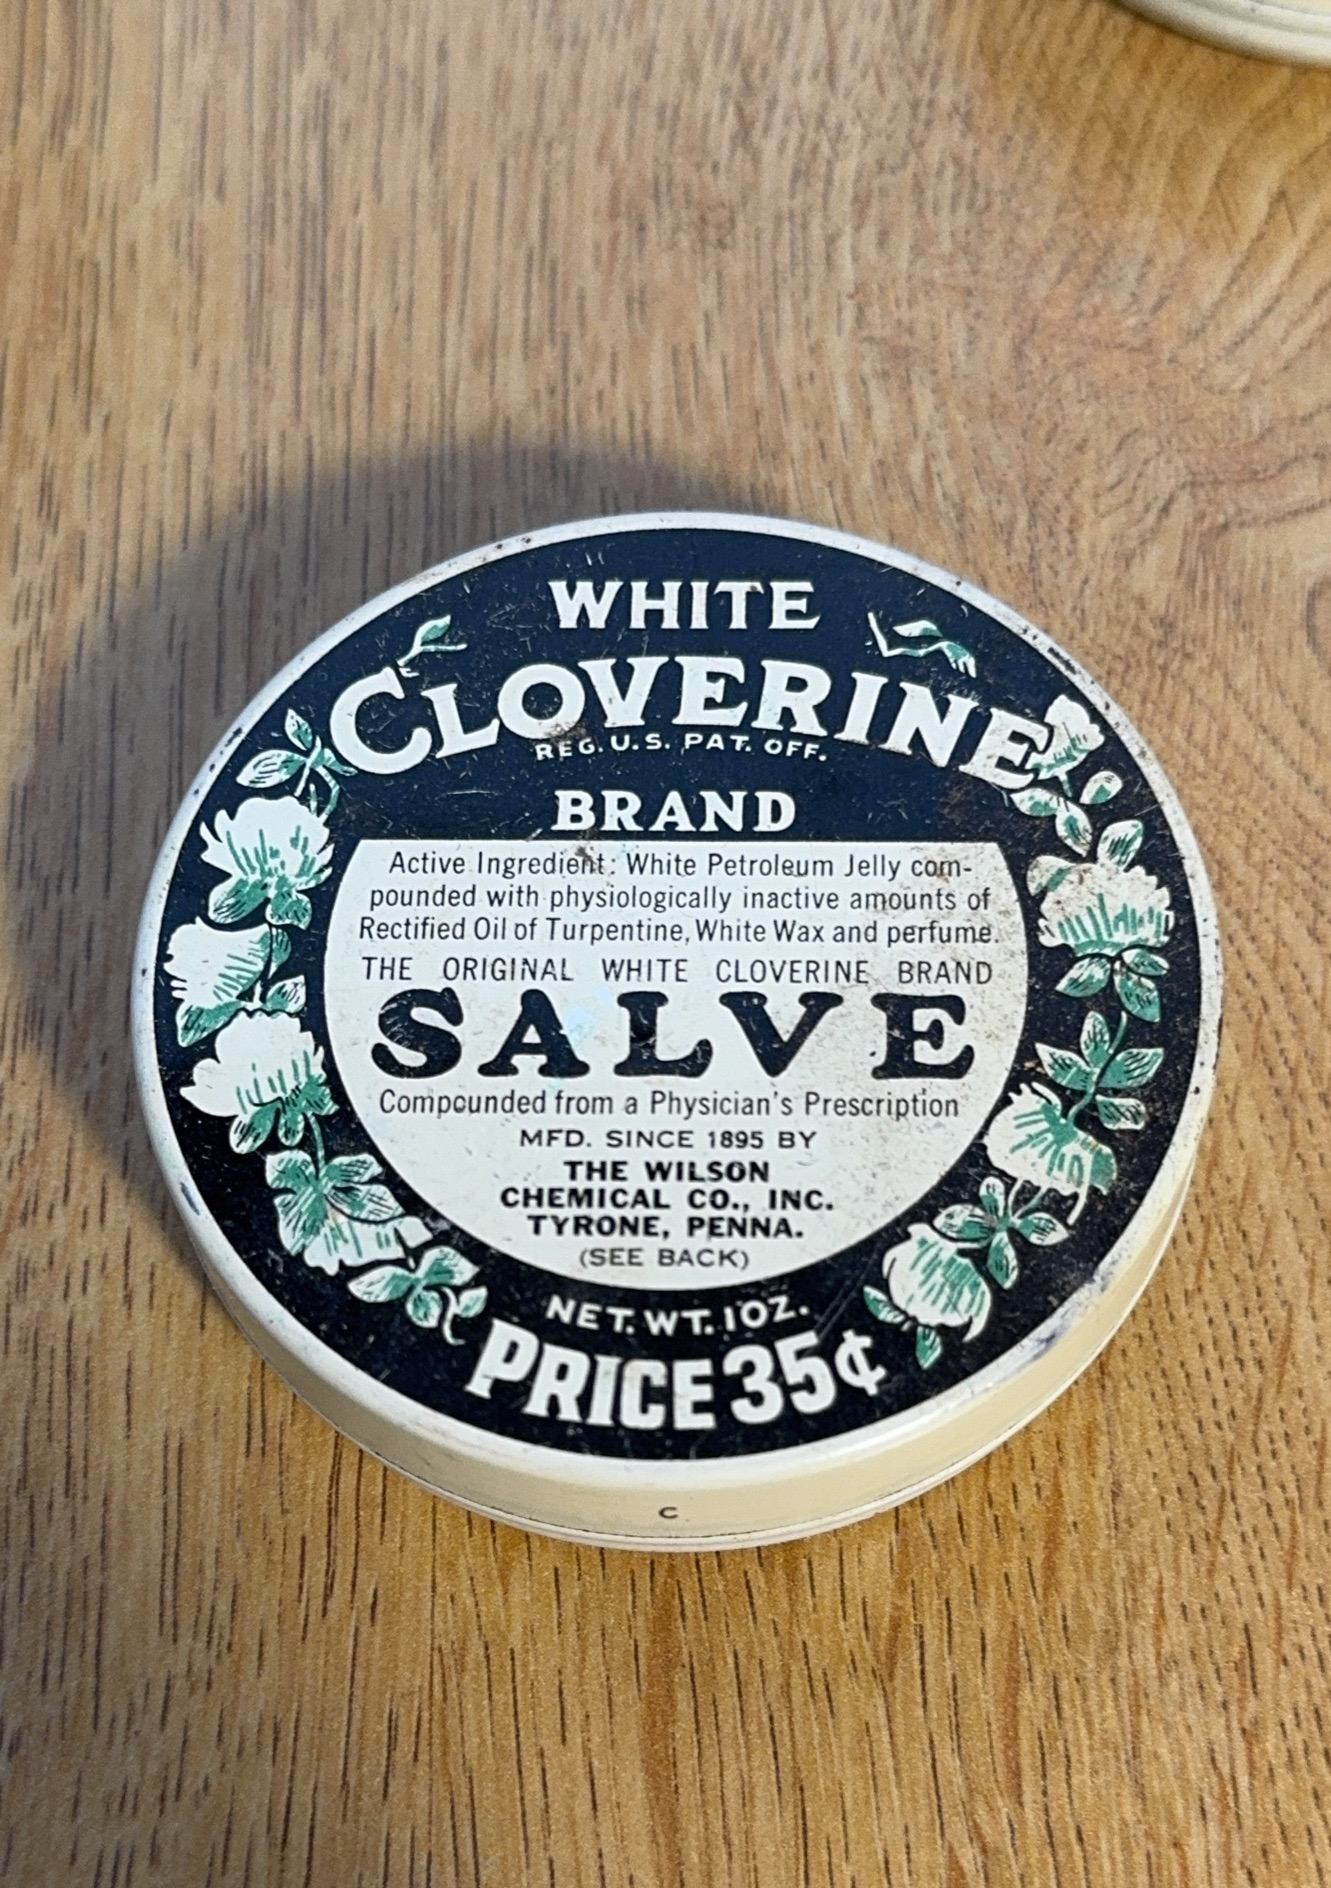 WHITE
CLOVERINE
REG. U.S. PAT. OFF.
BRAND
Active Ingredient: White Petroleum Jelly com-
pounded with physiologically inactive amounts of
Rectified Oil of Turpentine, White Wax and perfume.
THE ORIGINAL WHITE CLOVERINE BRAND
SALVE
Compounded from a Physician's Prescription
MFD. SINCE 1895 BY
THE WILSON
CHEMICAL CO., INC.
TYRONE, PENNA.
(SEE BACK)
NET. WT. 1 OZ.
PRICE 35¢
C